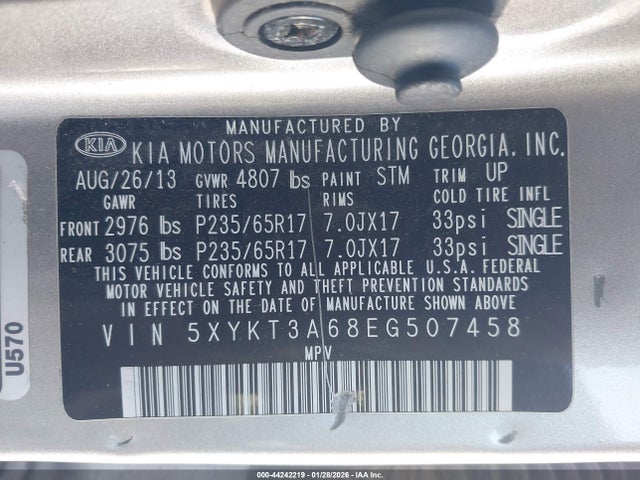 MANUFACTURED BY
KIA KIA MOTORS MANUFACTURING GEORGIA, INC.
AUG/26/13 GVWR 4807 lbs PAINT STM TRIM UP
GAWR TIRES RIMS COLD TIRE INFL
FRONT 2976 lbs P235/65R17 7.0JX17 33psi SINGLE
REAR 3075 lbs P235/65R17 7.0JX17 33psi SINGLE
THIS VEHICLE CONFORMS TO ALL APPLICABLE U.S.A. FEDERAL
MOTOR VEHICLE SAFETY AND THEFT PREVENTION STANDARDS
IN EFFECT ON THE DATE OF MANUFACTURE SHOWN ABOVE
VIN 5XYKT3A68EG507458
MPV
U570
000-44242219 | 01/28/2026 | IAA Inc.